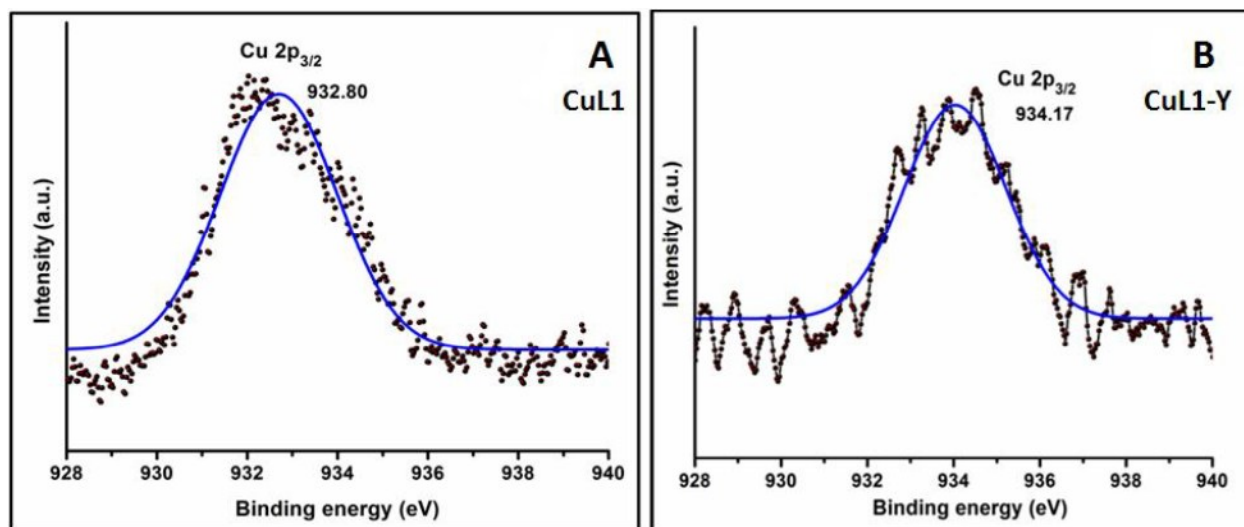 A
CuL1
Cu 2p3/2
932.80
Intensity (a.u.)
928 930 932 934 936 938 940
Binding energy (eV)
B
CuL1-Y
Cu 2p3/2
934.17
Intensity (a.u.)
928 930 932 934 936 938 940
Binding energy (eV)